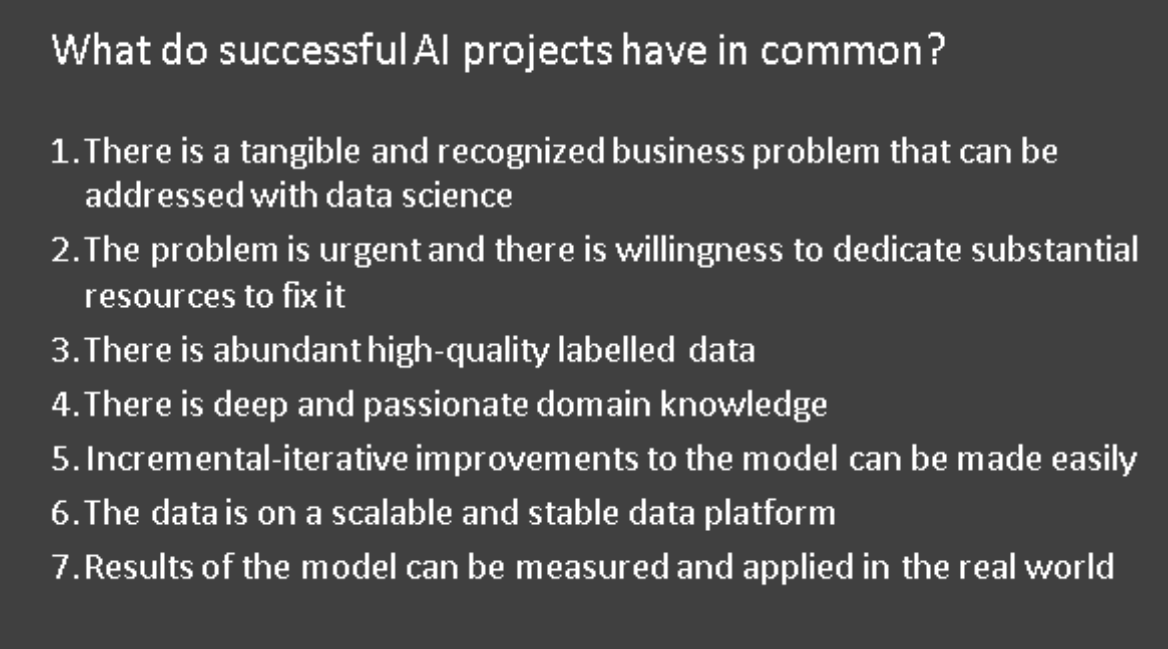 What do successful AI projects have in common?
1. There is a tangible and recognized business problem that can be
addressed with data science
2. The problem is urgent and there is willingness to dedicate substantial
resources to fix it
3. There is abundant high-quality labelled data
4. There is deep and passionate domain knowledge
5. Incremental-iterative improvements to the model can be made easily
6. The data is on a scalable and stable data platform
7. Results of the model can be measured and applied in the real world